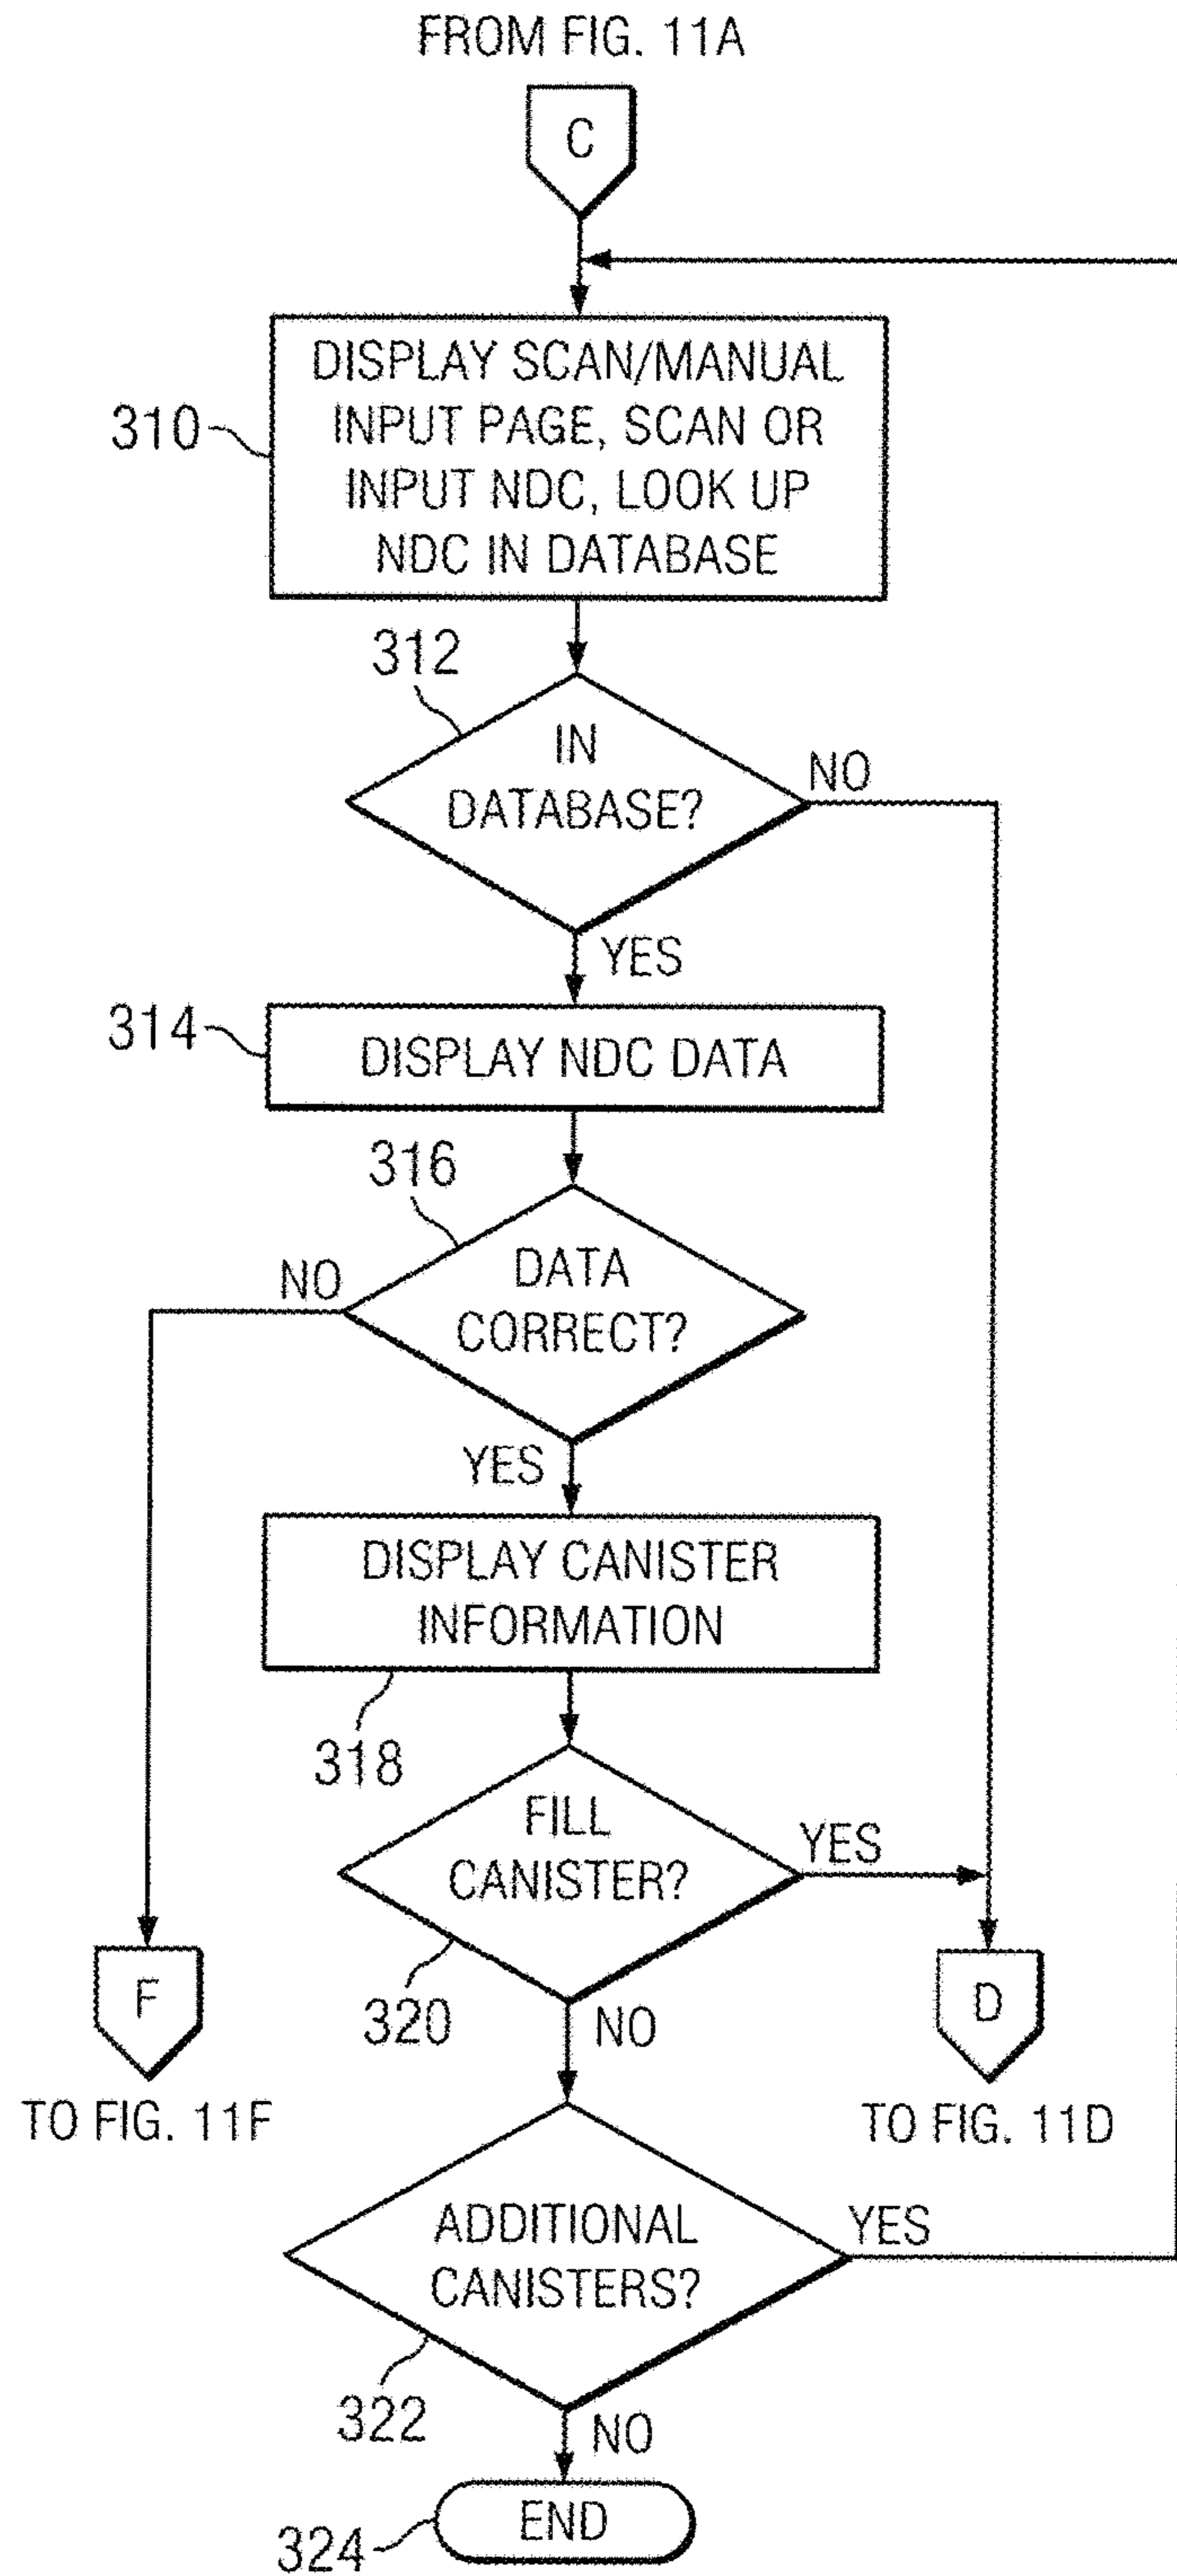 FROM FIG. 11A
C
DISPLAY SCAN/MANUAL
INPUT PAGE, SCAN OR
INPUT NDC, LOOK UP
NDC IN DATABASE
310
312
IN
DATABASE?
NO
YES
314
DISPLAY NDC DATA
316
DATA
CORRECT?
NO
YES
DISPLAY CANISTER
INFORMATION
318
FILL
CANISTER?
YES
320
NO
F
TO FIG. 11F
D
TO FIG. 11D
ADDITIONAL
CANISTERS?
YES
322
NO
END
324